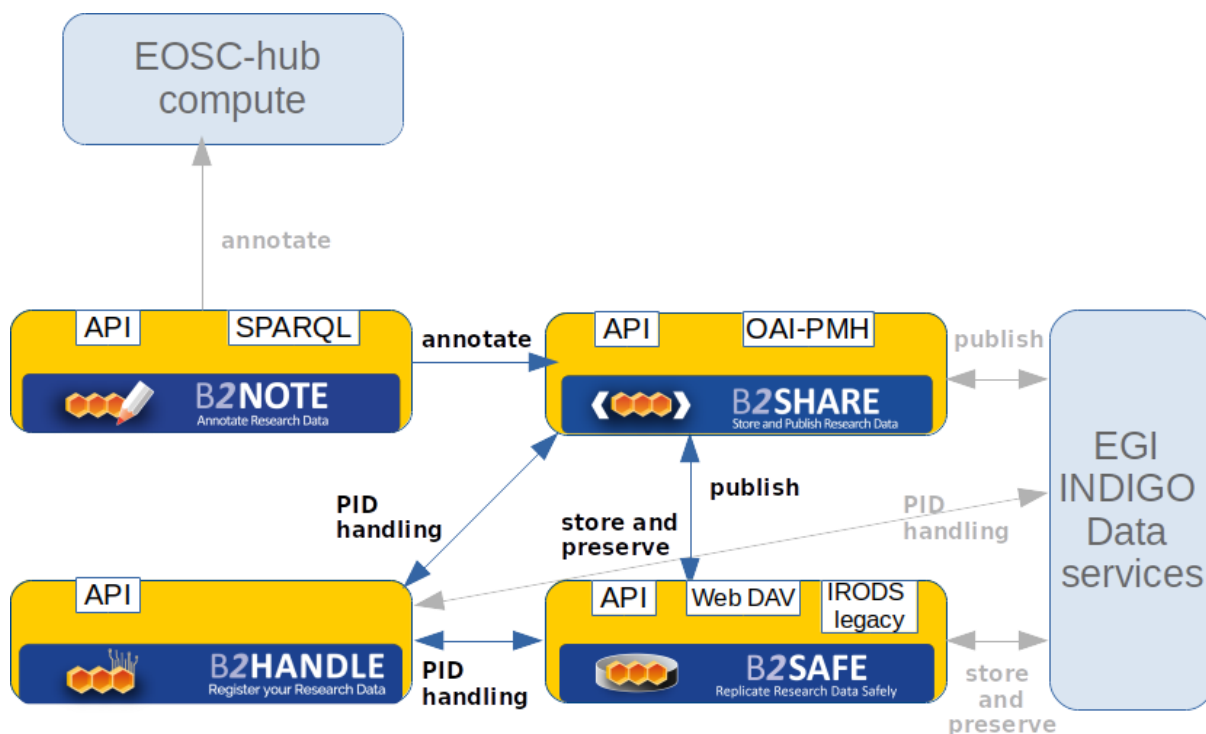 EOSC-hub
compute
annotate
API
SPARQL
B2NOTE
Annotate Research Data
annotate
API
OAI-PMH
B2SHARE
Store and Publish Research Data
publish
EGI
INDIGO
Data
services
PID
handling
publish
store and
preserve
PID
handling
API
B2HANDLE
Register your Research Data
PID
handling
API
Web DAV
IRODS
legacy
B2SAFE
Replicate Research Data Safely
store
and
preserve